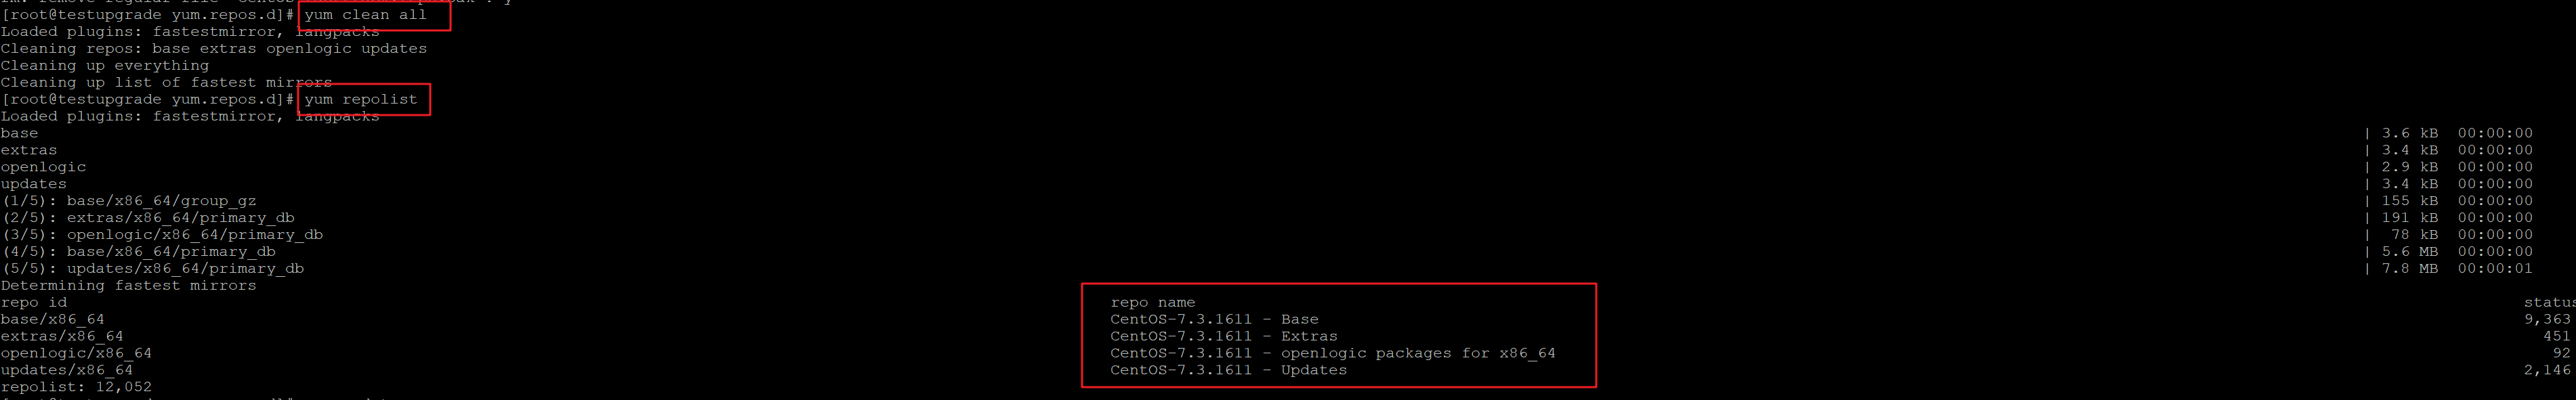 [root@testupgrade yum.repos.d]# yum clean all
Loaded plugins: fastestmirror, langpacks
Cleaning repos: base extras openlogic updates
Cleaning up everything
Cleaning up list of fastest mirrors
[root@testupgrade yum.repos.d]# yum repolist
Loaded plugins: fastestmirror, langpacks
base | 3.6 kB 00:00:00
extras | 3.4 kB 00:00:00
openlogic | 2.9 kB 00:00:00
updates | 3.4 kB 00:00:00
(1/5): base/x86_64/group_gz | 155 kB 00:00:00
(2/5): extras/x86_64/primary_db | 191 kB 00:00:00
(3/5): openlogic/x86_64/primary_db | 78 kB 00:00:00
(4/5): base/x86_64/primary_db | 5.6 MB 00:00:00
(5/5): updates/x86_64/primary_db | 7.8 MB 00:00:01
Determining fastest mirrors
repo id repo name status
base/x86_64 CentOS-7.3.1611 - Base 9,363
extras/x86_64 CentOS-7.3.1611 - Extras 451
openlogic/x86_64 CentOS-7.3.1611 - openlogic packages for x86_64 92
updates/x86_64 CentOS-7.3.1611 - Updates 2,146
repolist: 12,052